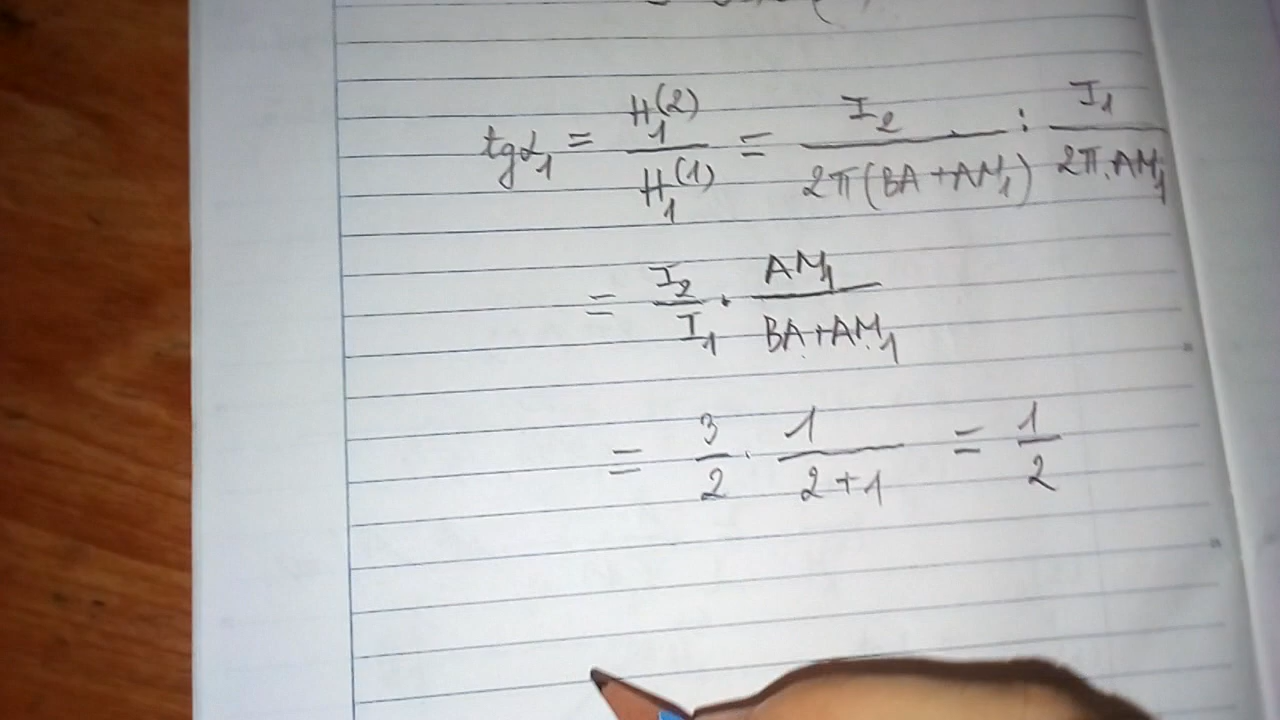 tgα₁ = H₁⁽²⁾/H₁⁽¹⁾ = I₂/2π(BA+AM₁) : I₁/2π.AM₁
= I₂/I₁ . AM₁/BA+AM₁
= 3/2 . 1/2+1 = 1/2